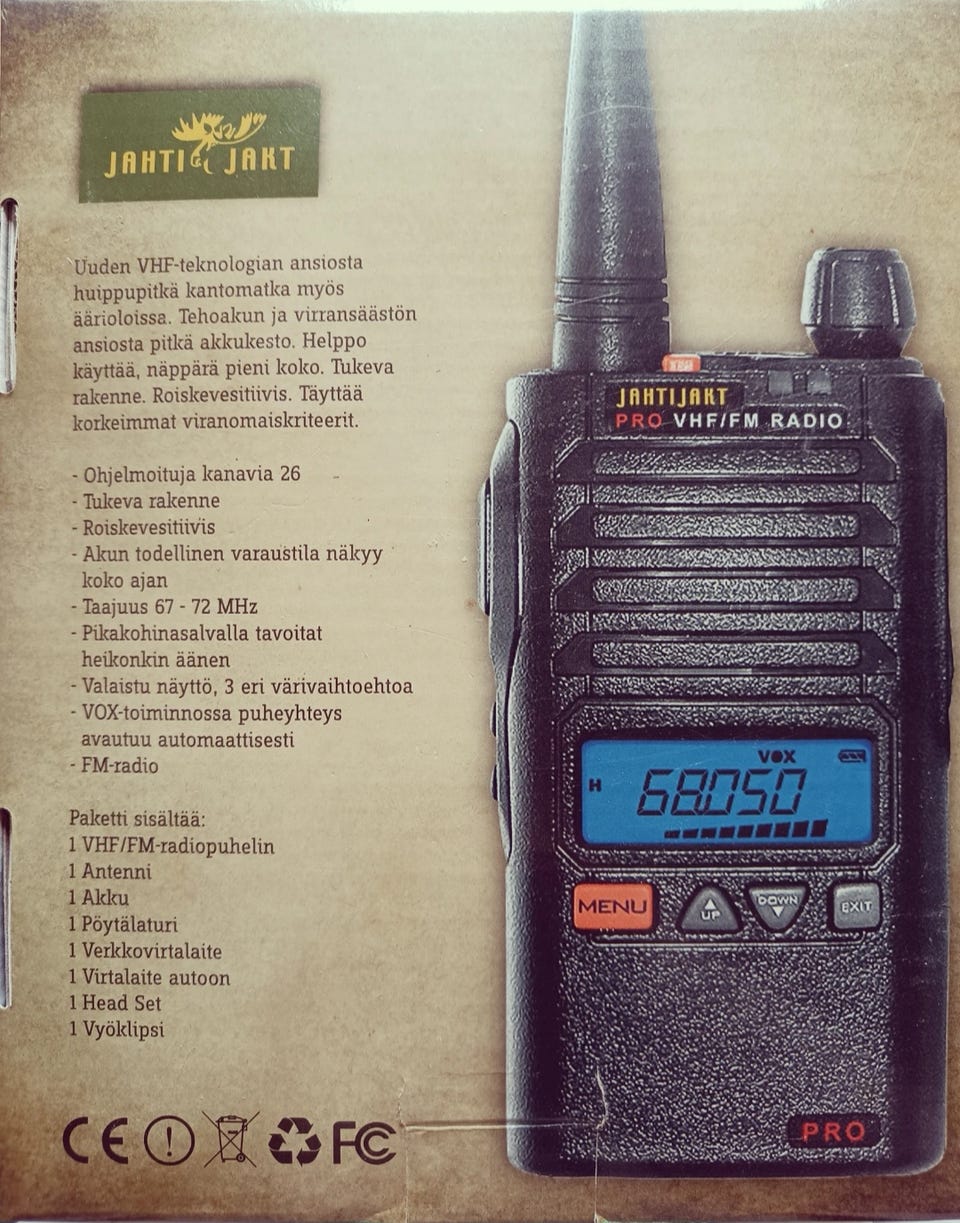 JAHTI JAKT
Uuden VHF-teknologian ansiosta
huippupitkä kantomatka myös
äärioloissa. Tehoakun ja virransäästön
ansiosta pitkä akkukesto. Helppo
käyttää, näppärä pieni koko. Tukeva
rakenne. Roiskevesitiivis. Täyttää
korkeimmat viranomaiskriteerit.
- Ohjelmoituja kanavia 26
- Tukeva rakenne
- Roiskevesitiivis
- Akun todellinen varaustila näkyy
koko ajan
- Taajuus 67 - 72 MHz
- Pikakohinasalvalla tavoitat
heikonkin äänen
- Valaistu näyttö, 3 eri värivaihtoehtoa
- VOX-toiminnossa puheyhteys
avautuu automaattisesti
- FM-radio
Paketti sisältää:
1 VHF/FM-radiopuhelin
1 Antenni
1 Akku
1 Pöytälaturi
1 Verkkovirtalaite
1 Virtalaite autoon
1 Head Set
1 Vyöklipsi
CE FC
JAHTIJAKT
PRO VHF/FM RADIO
VOX
H
68.050
MENU
UP
DOWN
EXIT
PRO